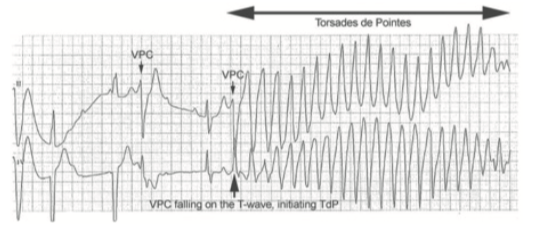 Torsades de Pointes
VPC
VPC
II
VPC falling on the T-wave, initiating TdP